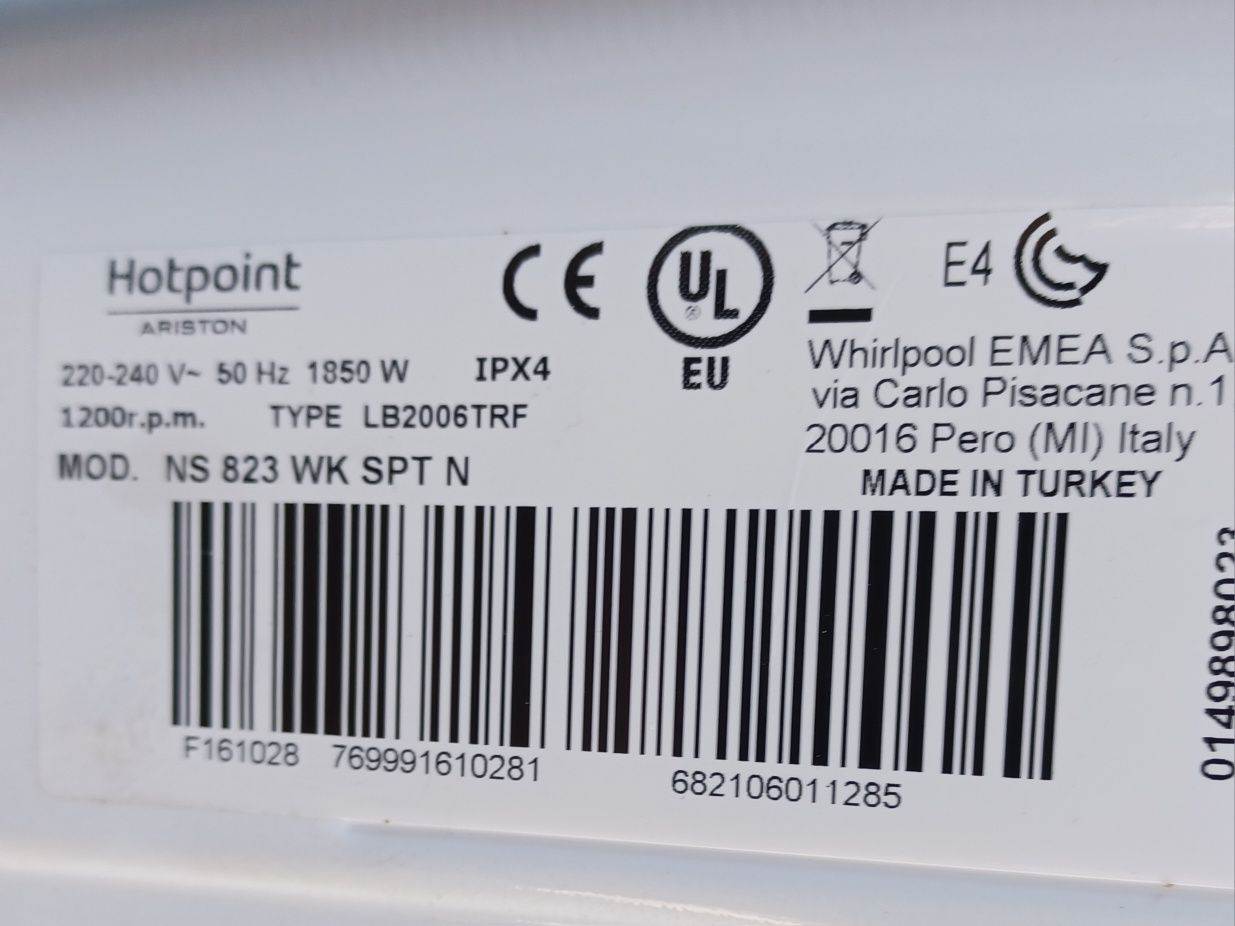 Hotpoint
ARISTON
CE
UL
®
EU
E4
220-240 V~ 50 Hz 1850 W IPX4
1200r.p.m. TYPE LB2006TRF
MOD. NS 823 WK SPT N
Whirlpool EMEA S.p.A
via Carlo Pisacane n.1
20016 Pero (MI) Italy
MADE IN TURKEY
F161028 769991610281
682106011285
014989802